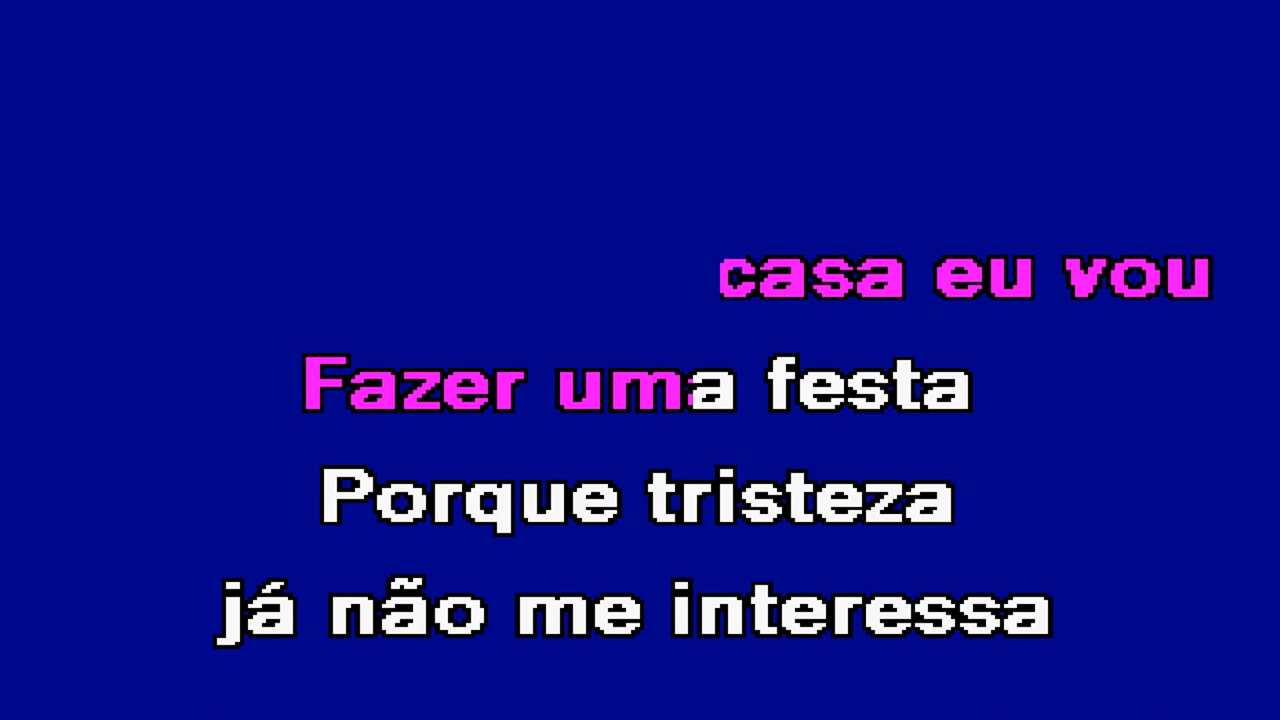 casa eu vou
Fazer uma festa
Porque tristeza
já não me interessa